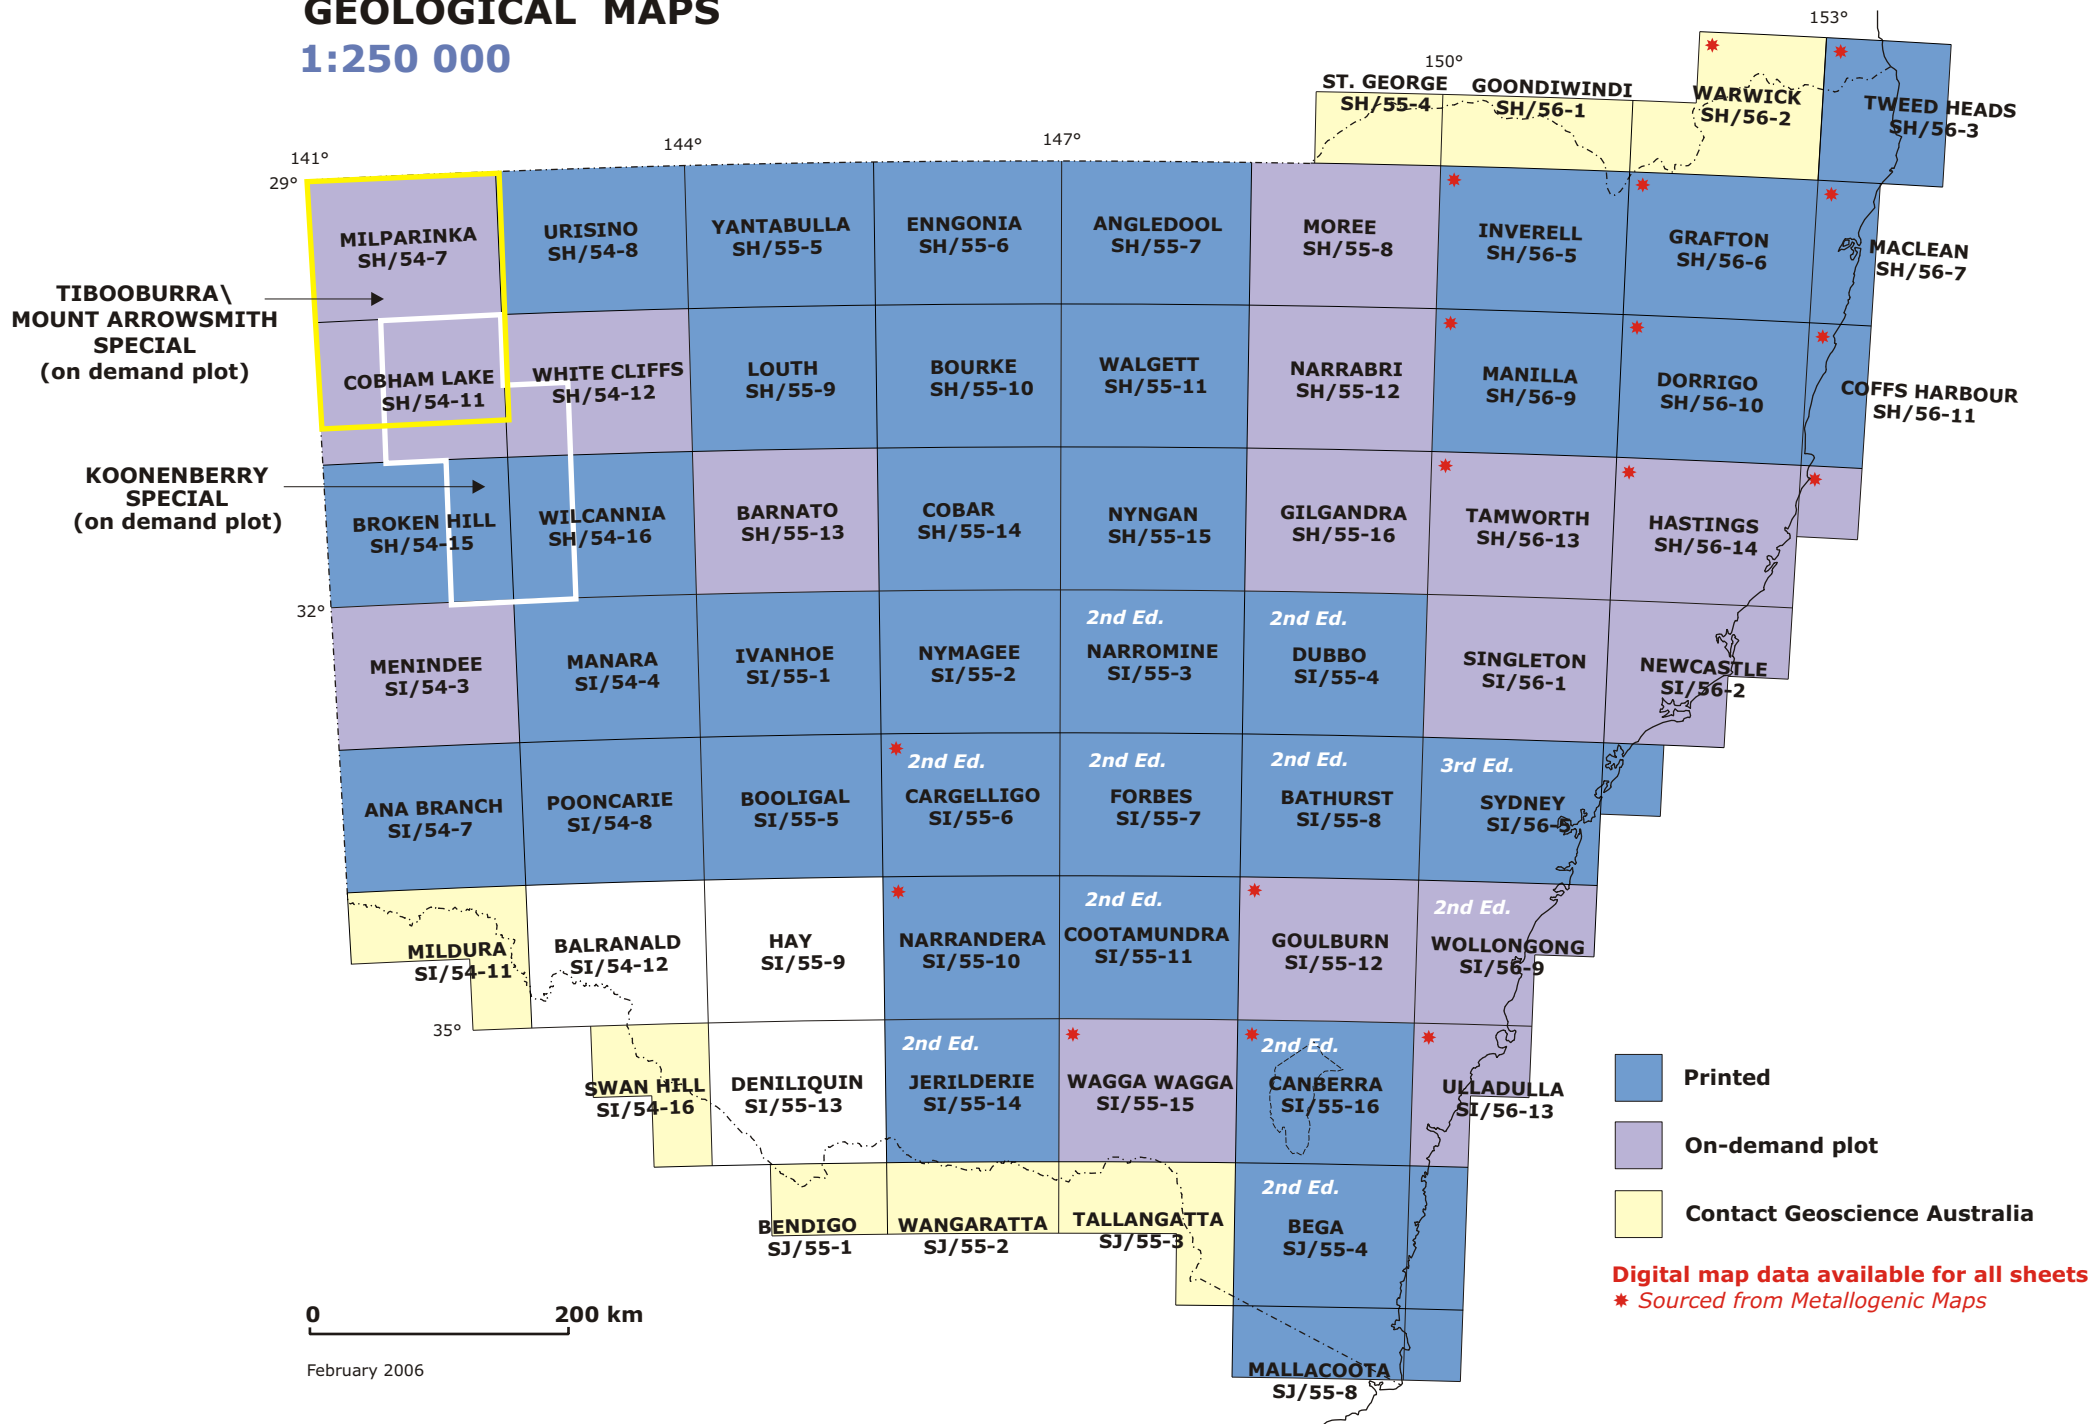 GEOLOGICAL MAPS
1:250 000
153°
150°
ST. GEORGE
SH/55-4
GOONDIWINDI
SH/56-1
WARWICK
SH/56-2
TWEED HEADS
SH/56-3
141°
144°
147°
29°
MILPARINKA
SH/54-7
URISINO
SH/54-8
YANTABULLA
SH/55-5
ENNGONIA
SH/55-6
ANGLEDOOL
SH/55-7
MOREE
SH/55-8
INVERELL
SH/56-5
GRAFTON
SH/56-6
MACLEAN
SH/56-7
TIBOOBURRA\
MOUNT ARROWSMITH
SPECIAL
(on demand plot)
COBHAM LAKE
SH/54-11
WHITE CLIFFS
SH/54-12
LOUTH
SH/55-9
BOURKE
SH/55-10
WALGETT
SH/55-11
NARRABRI
SH/55-12
MANILLA
SH/56-9
DORRIGO
SH/56-10
COFFS HARBOUR
SH/56-11
KOONENBERRY
SPECIAL
(on demand plot)
BROKEN HILL
SH/54-15
WILCANNIA
SH/54-16
BARNATO
SH/55-13
COBAR
SH/55-14
NYNGAN
SH/55-15
GILGANDRA
SH/55-16
TAMWORTH
SH/56-13
HASTINGS
SH/56-14
32°
MENINDEE
SI/54-3
MANARA
SI/54-4
IVANHOE
SI/55-1
NYMAGEE
SI/55-2
2nd Ed.
NARROMINE
SI/55-3
2nd Ed.
DUBBO
SI/55-4
SINGLETON
SI/56-1
NEWCASTLE
SI/56-2
ANA BRANCH
SI/54-7
POONCARIE
SI/54-8
BOOLIGAL
SI/55-5
2nd Ed.
CARGELLIGO
SI/55-6
2nd Ed.
FORBES
SI/55-7
2nd Ed.
BATHURST
SI/55-8
3rd Ed.
SYDNEY
SI/56-5
MILDURA
SI/54-11
BALRANALD
SI/54-12
HAY
SI/55-9
NARRANDERA
SI/55-10
2nd Ed.
COOTAMUNDRA
SI/55-11
GOULBURN
SI/55-12
2nd Ed.
WOLLONGONG
SI/56-9
35°
SWAN HILL
SI/54-16
DENILIQUIN
SI/55-13
2nd Ed.
JERILDERIE
SI/55-14
WAGGA WAGGA
SI/55-15
2nd Ed.
CANBERRA
SI/55-16
ULLADULLA
SI/56-13
BENDIGO
SJ/55-1
WANGARATTA
SJ/55-2
TALLANGATTA
SJ/55-3
2nd Ed.
BEGA
SJ/55-4
MALLACOOTA
SJ/55-8
Printed
On-demand plot
Contact Geoscience Australia
Digital map data available for all sheets
Sourced from Metallogenic Maps
0 200 km
February 2006